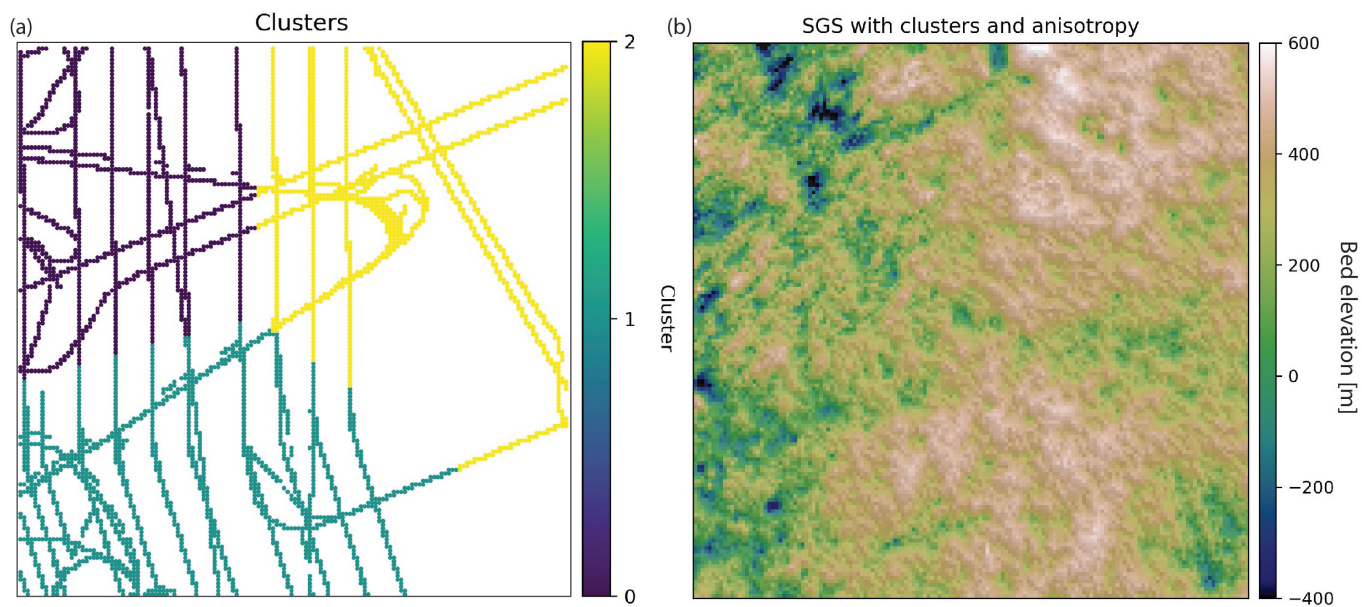 (a)
Clusters
2
1
0
Cluster
(b)
SGS with clusters and anisotropy
600
400
200
0
−200
−400
Bed elevation [m]